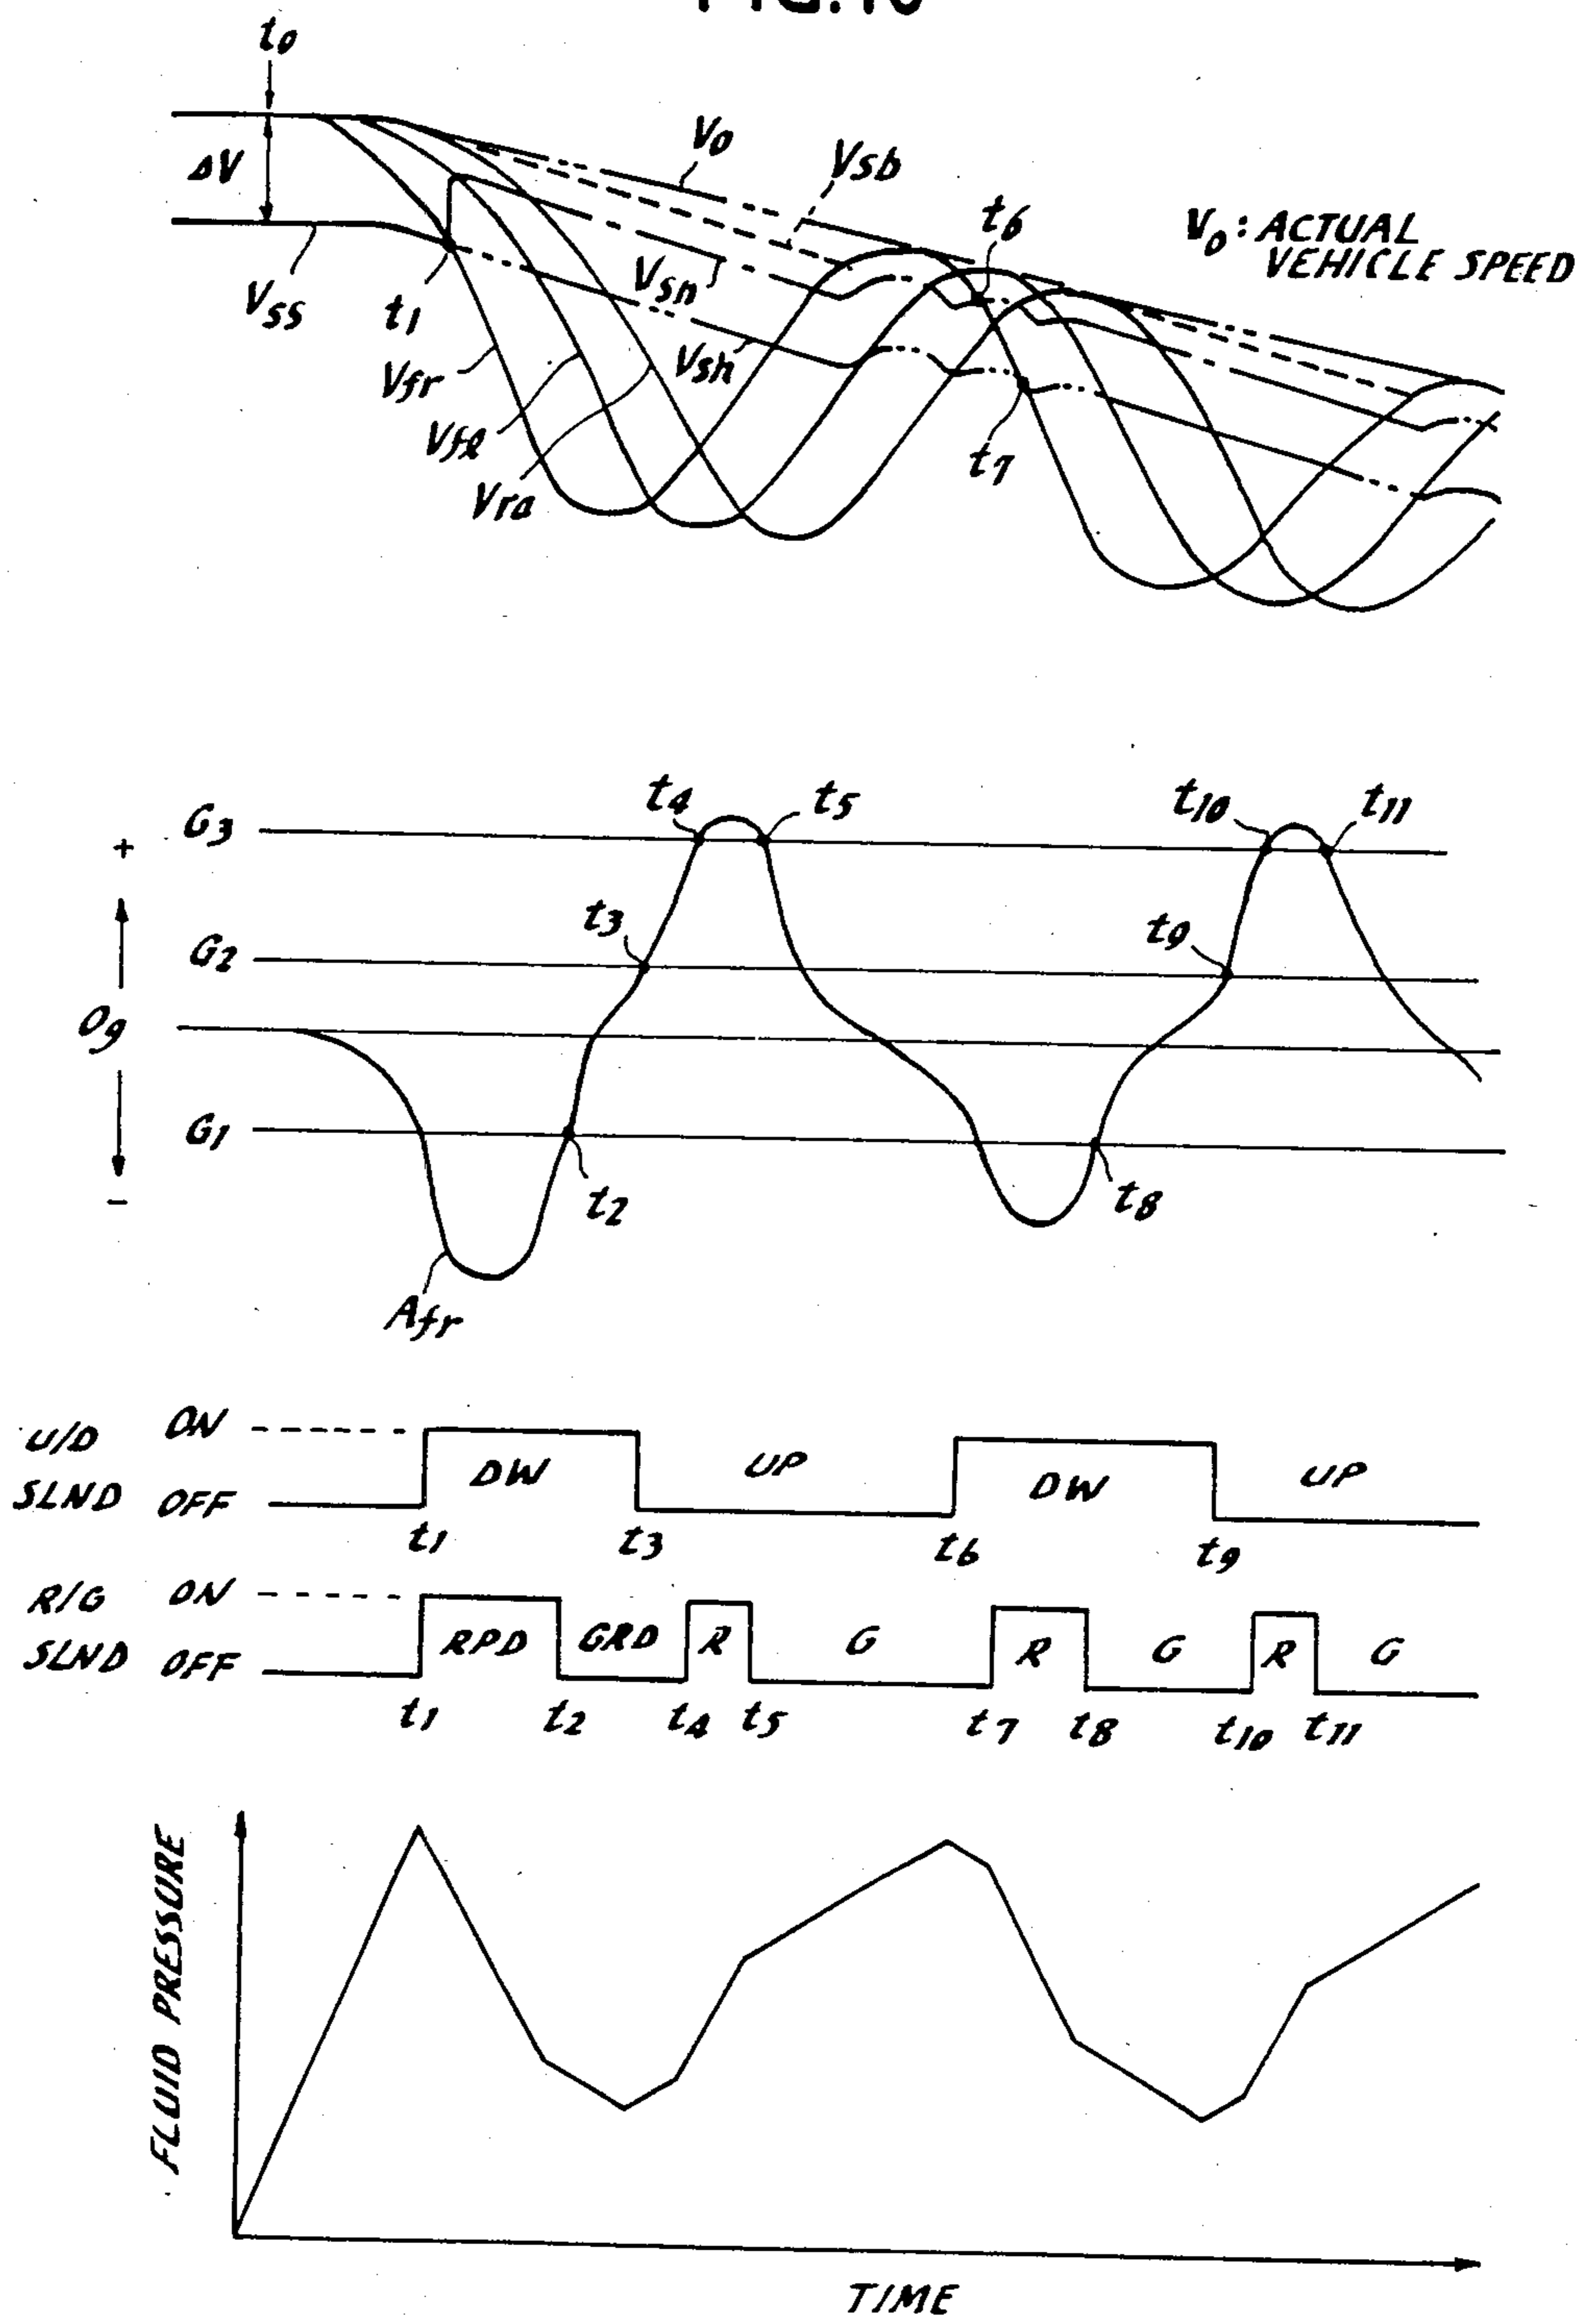 t0
ΔV
V0
Vsb
t6
V0: ACTUAL
VEHICLE SPEED
Vss
t1
Vsn
Vfr
Vsh
Vfl
Vra
t7
G3
t4
t5
t10
t11
+
G2
t3
t9
0g
G1
t2
t8
-
Afr
U/D ON
SLND OFF
DW UP DW UP
t1 t3 t6 t9
R/G ON
SLND OFF
RPD GRD R G R G R G
t1 t2 t4 t5 t7 t8 t10 t11
FLUID PRESSURE
TIME